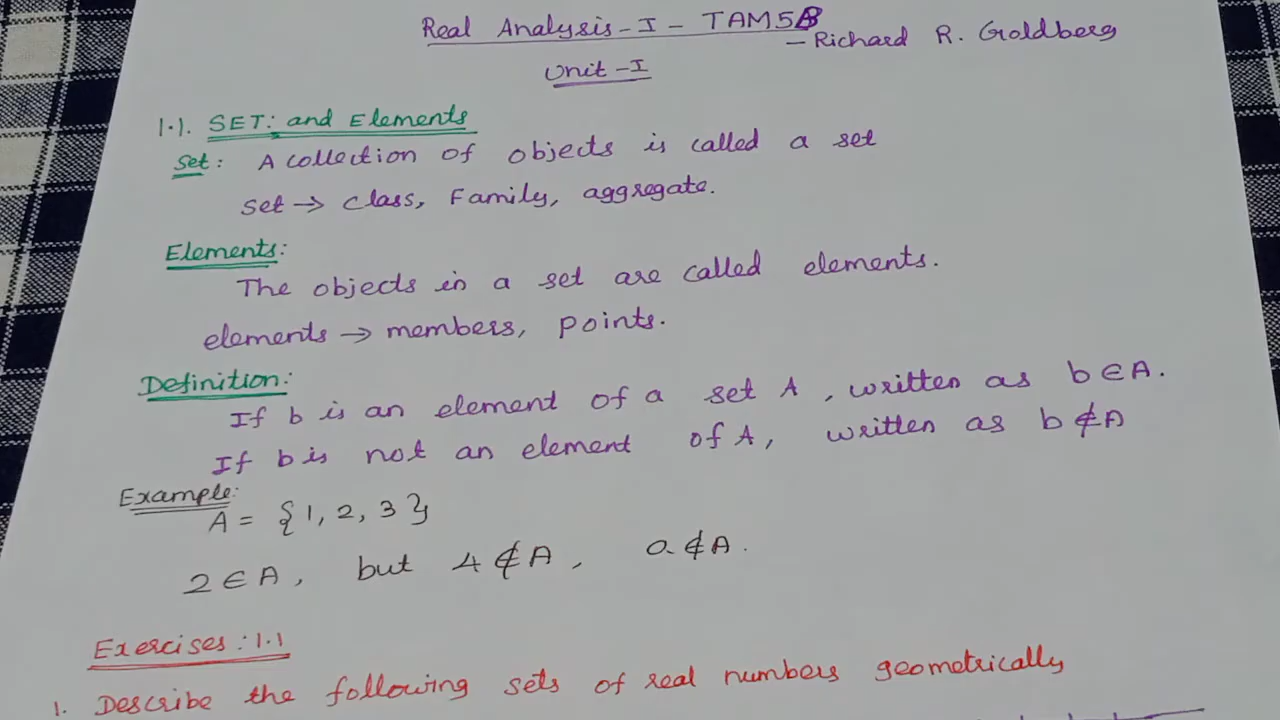 Real Analysis - I - TAM5B
- Richard R. Goldberg
Unit - I
1.1. SET: and Elements
Set: A collection of objects is called a set
Set → Class, Family, aggregate.
Elements:
The objects in a set are called elements.
elements → members, points.
Definition:
If b is an element of a set A, written as b ∈ A.
If b is not an element of A, written as b ∉ A
Example:
A = {1, 2, 3}
2 ∈ A, but 4 ∉ A, 0 ∉ A.
Exercises: 1.1
1. Describe the following sets of real numbers geometrically